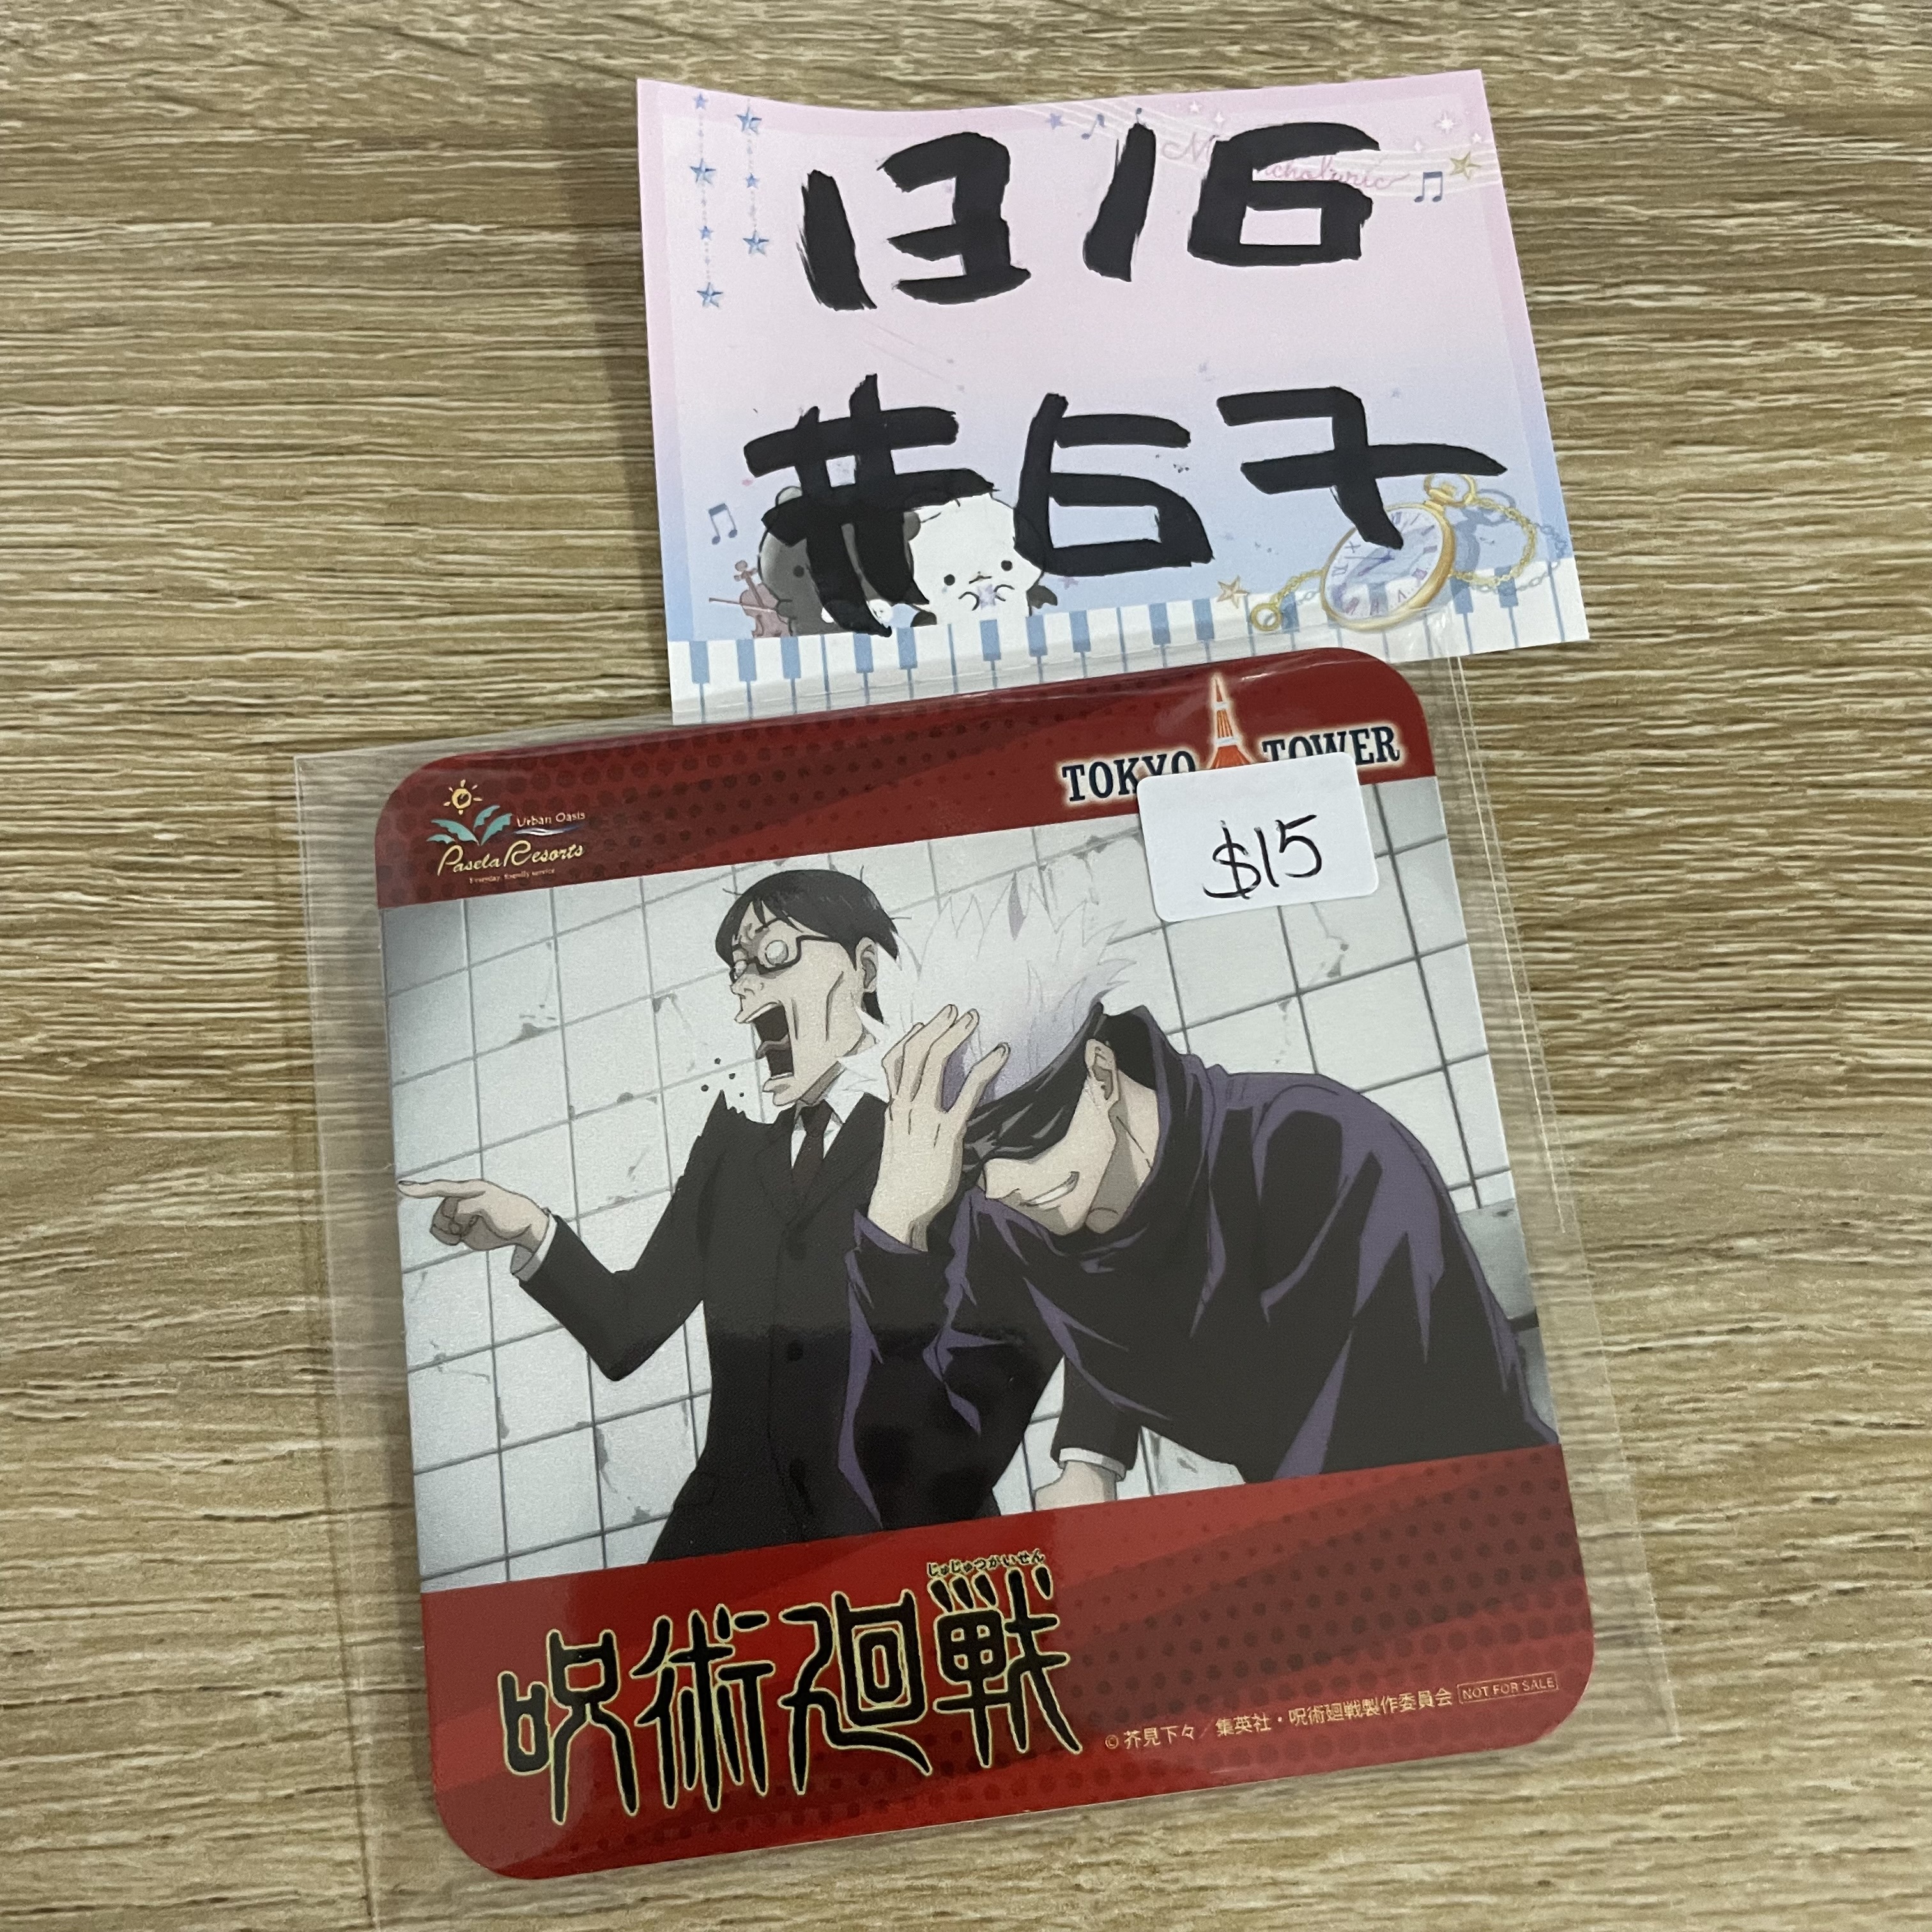 1316
#67
Urban Oasis
Pasela Resorts
Everyday, friendly service
TOKYO TOWER
$15
じゅじゅつかいせん
呪術廻戦
©芥見下々／集英社・呪術廻戦製作委員会 NOT FOR SALE